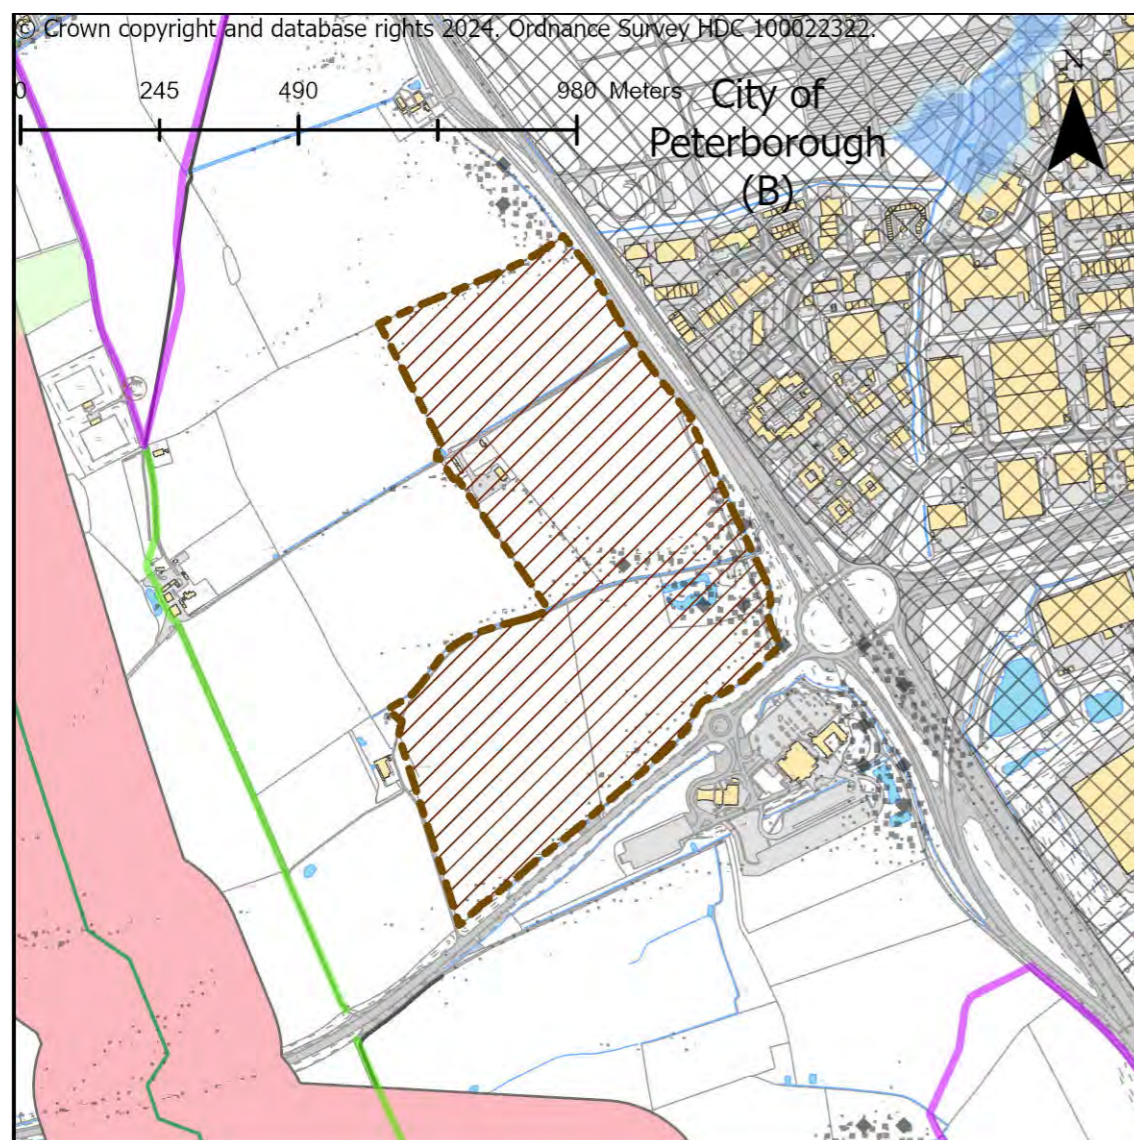 © Crown copyright and database rights 2024. Ordnance Survey HDC 100022322.
0 245 490 980 Meters
N
City of
Peterborough
(B)